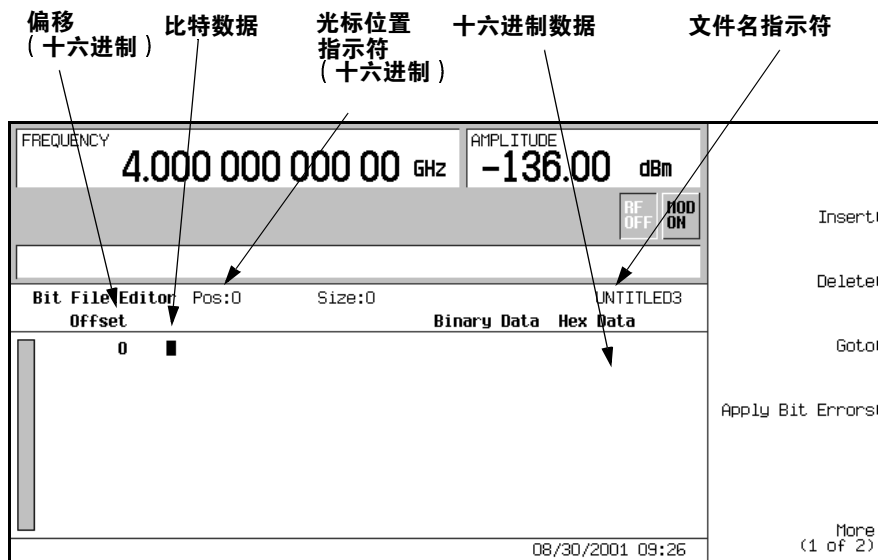 偏移
（十六进制）
比特数据
光标位置
指示符
（十六进制）
十六进制数据
文件名指示符
FREQUENCY
4.000 000 000 00 GHz
AMPLITUDE
-136.00 dBm
RF
OFF
MOD
ON
Bit File Editor Pos:0 Size:0 UNTITLED3
Offset Binary Data Hex Data
0
08/30/2001 09:26
Insert
Delete
Goto
Apply Bit Errors
More
(1 of 2)